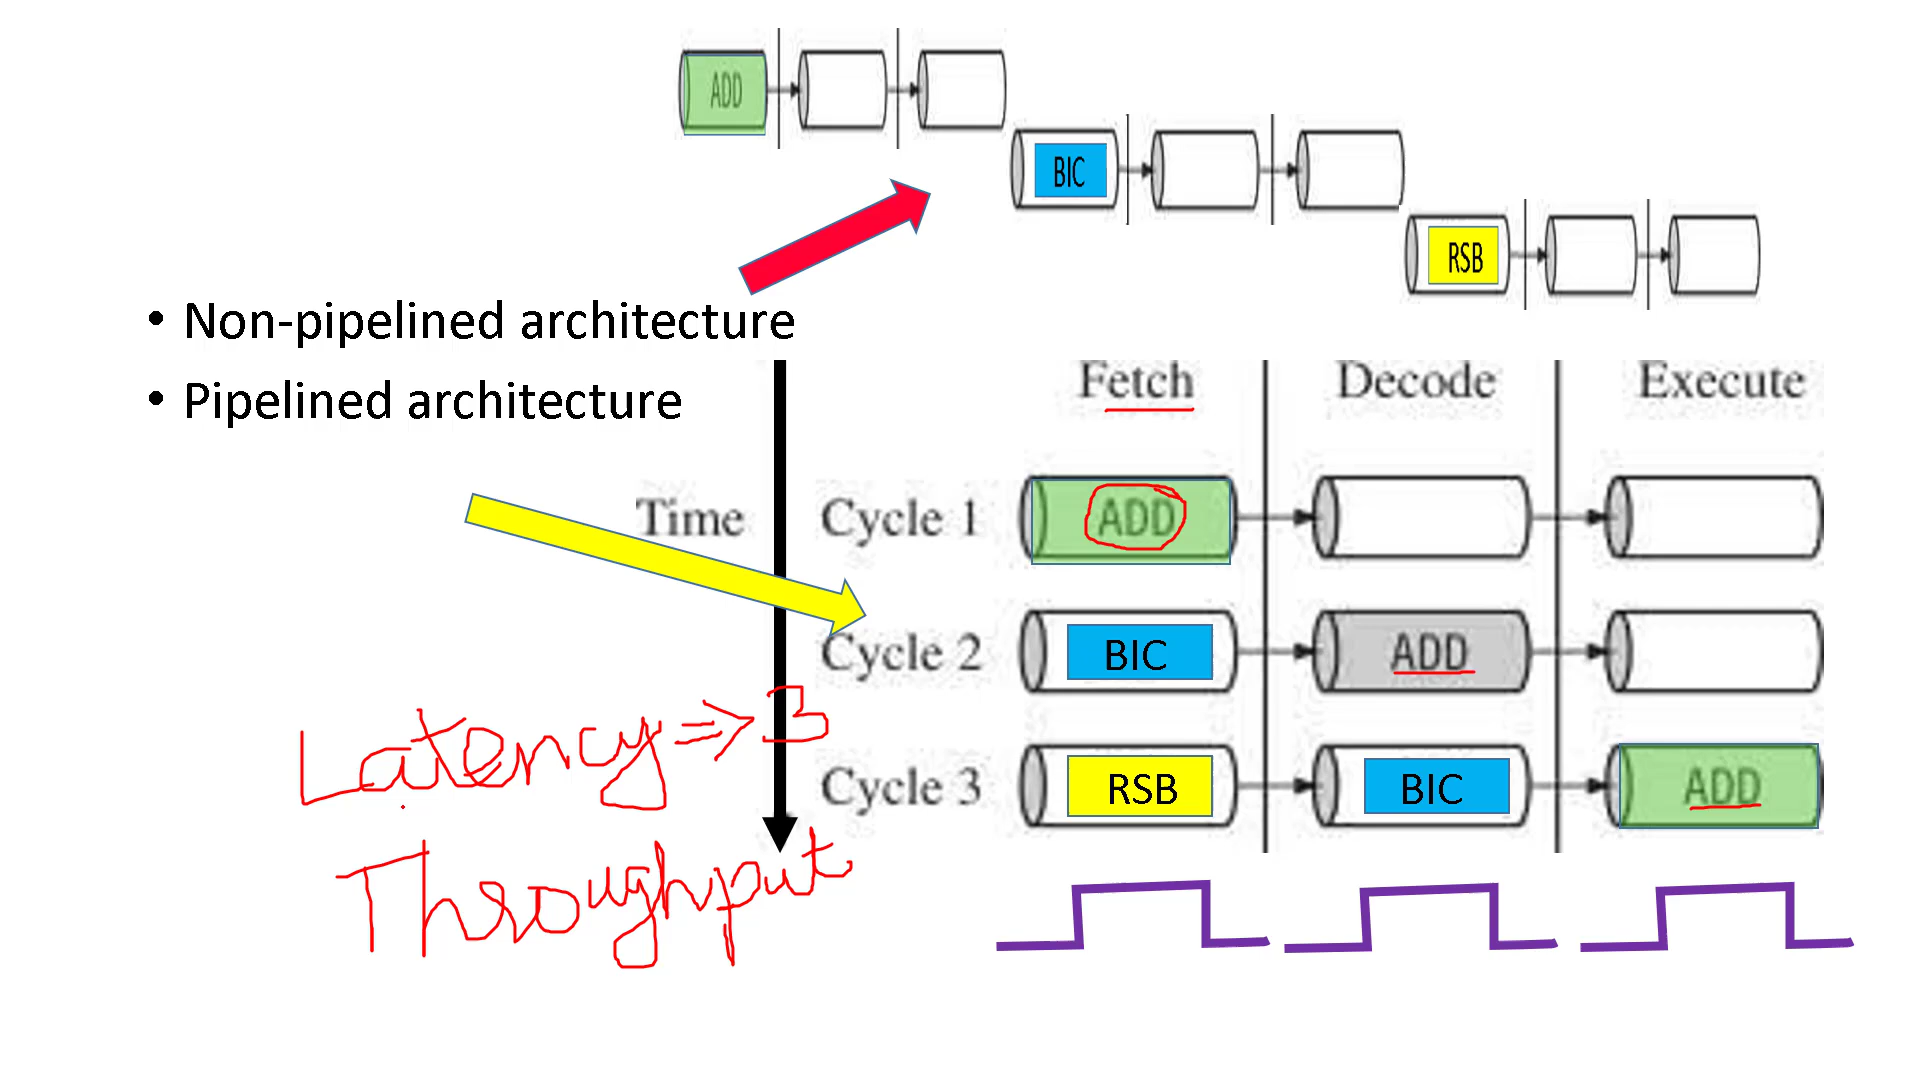 ADD
BIC
RSB
• Non-pipelined architecture
• Pipelined architecture
Fetch Decode Execute
Time Cycle 1 ADD
Cycle 2 BIC ADD
Latency => 3
Cycle 3 RSB BIC ADD
Throughput